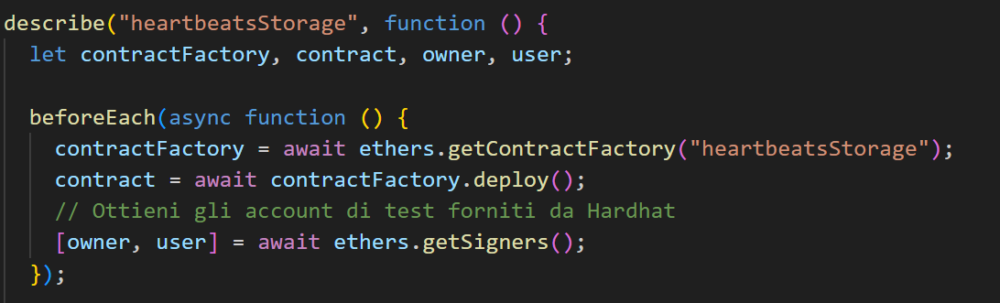 describe("heartbeatsStorage", function () {
let contractFactory, contract, owner, user;
beforeEach(async function () {
contractFactory = await ethers.getContractFactory("heartbeatsStorage");
contract = await contractFactory.deploy();
// Ottieni gli account di test forniti da Hardhat
[owner, user] = await ethers.getSigners();
});